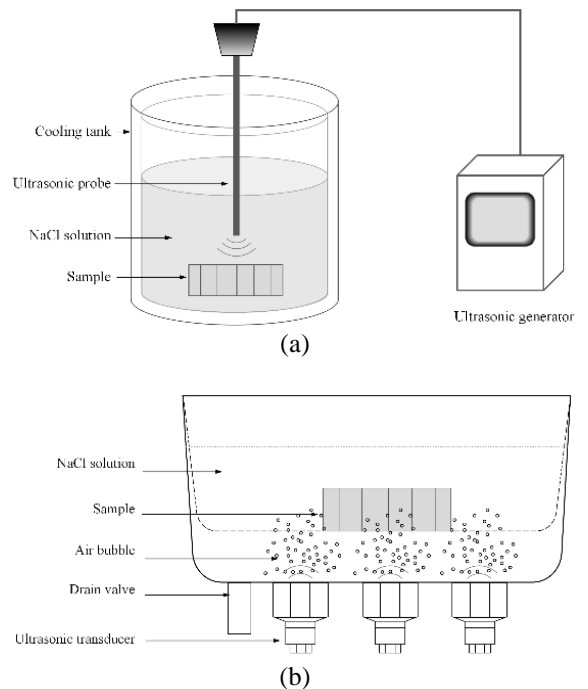 Cooling tank
Ultrasonic probe
NaCl solution
Sample
Ultrasonic generator
(a)
NaCl solution
Sample
Air bubble
Drain valve
Ultrasonic transducer
(b)